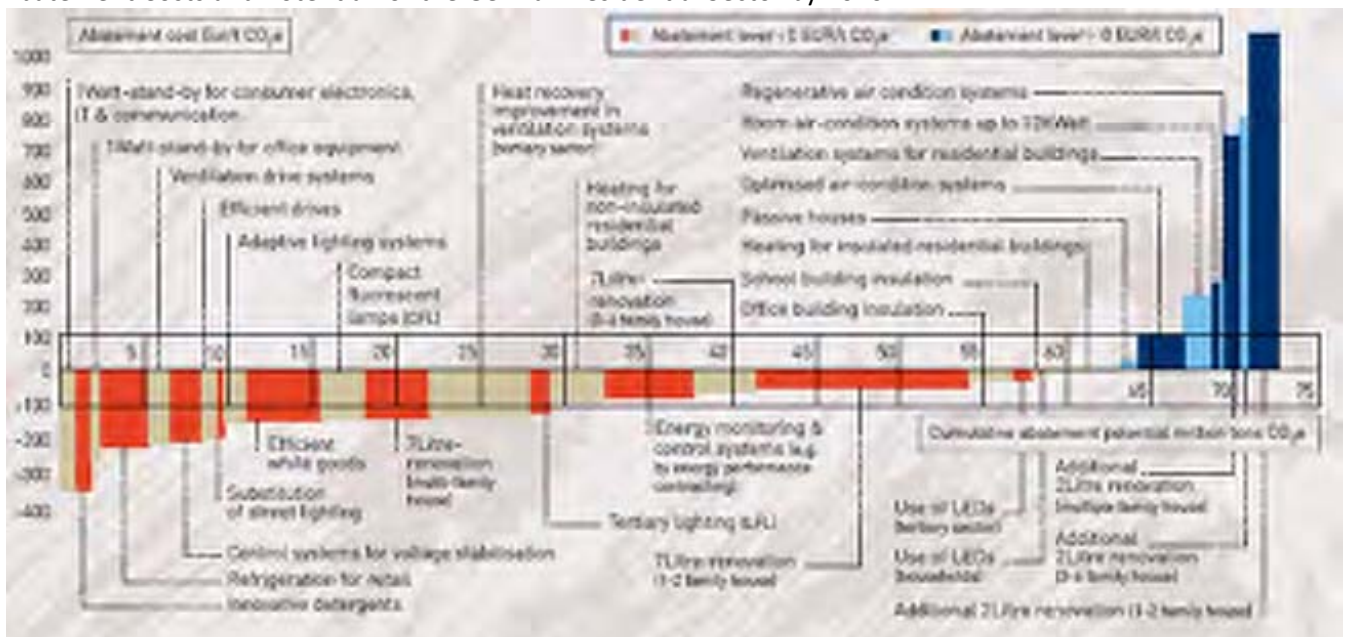 Abatement cost Eur/t CO₂e
Abatement lever < 0 EUR/t CO₂e
Abatement lever > 0 EUR/t CO₂e
1000
900
800
700
600
500
400
300
200
100
0
-100
-200
-300
-400
1Watt-stand-by for consumer electronics,
IT & communication
1Watt-stand-by for office equipment
Ventilation drive systems
Efficient drives
Adaptive lighting systems
Compact
fluorescent
lamps (CFL)
Heat recovery
improvement in
ventilation systems
(tertiary sector)
Heating for
non-insulated
residential
buildings
7Litre-
renovation
(3-6 family house)
Regenerative air condition systems
Room air-condition systems up to 12KWatt
Ventilation systems for residential buildings
Optimised air-condition systems
Passive houses
Heating for insulated residential buildings
School building insulation
Office building insulation
5
10
15
20
25
30
35
40
45
50
55
60
65
70
75
Cumulative abatement potential million tons CO₂e
Efficient
white goods
7Litre-
renovation
(multi-family
house)
Substitution
of street lighting
Control systems for voltage stabilisation
Refrigeration for retail
Innovative detergents
Tertiary lighting (LFL)
Energy monitoring &
control systems (e.g.
by energy performance
contracting)
7Litre renovation
(1-2 family house)
Use of LEDs
(tertiary sector)
Use of LEDs
(households)
Additional
2Litre renovation
(multiple family house)
Additional
2Litre renovation
(3-6 family house)
Additional 2Litre renovation (1-2 family house)